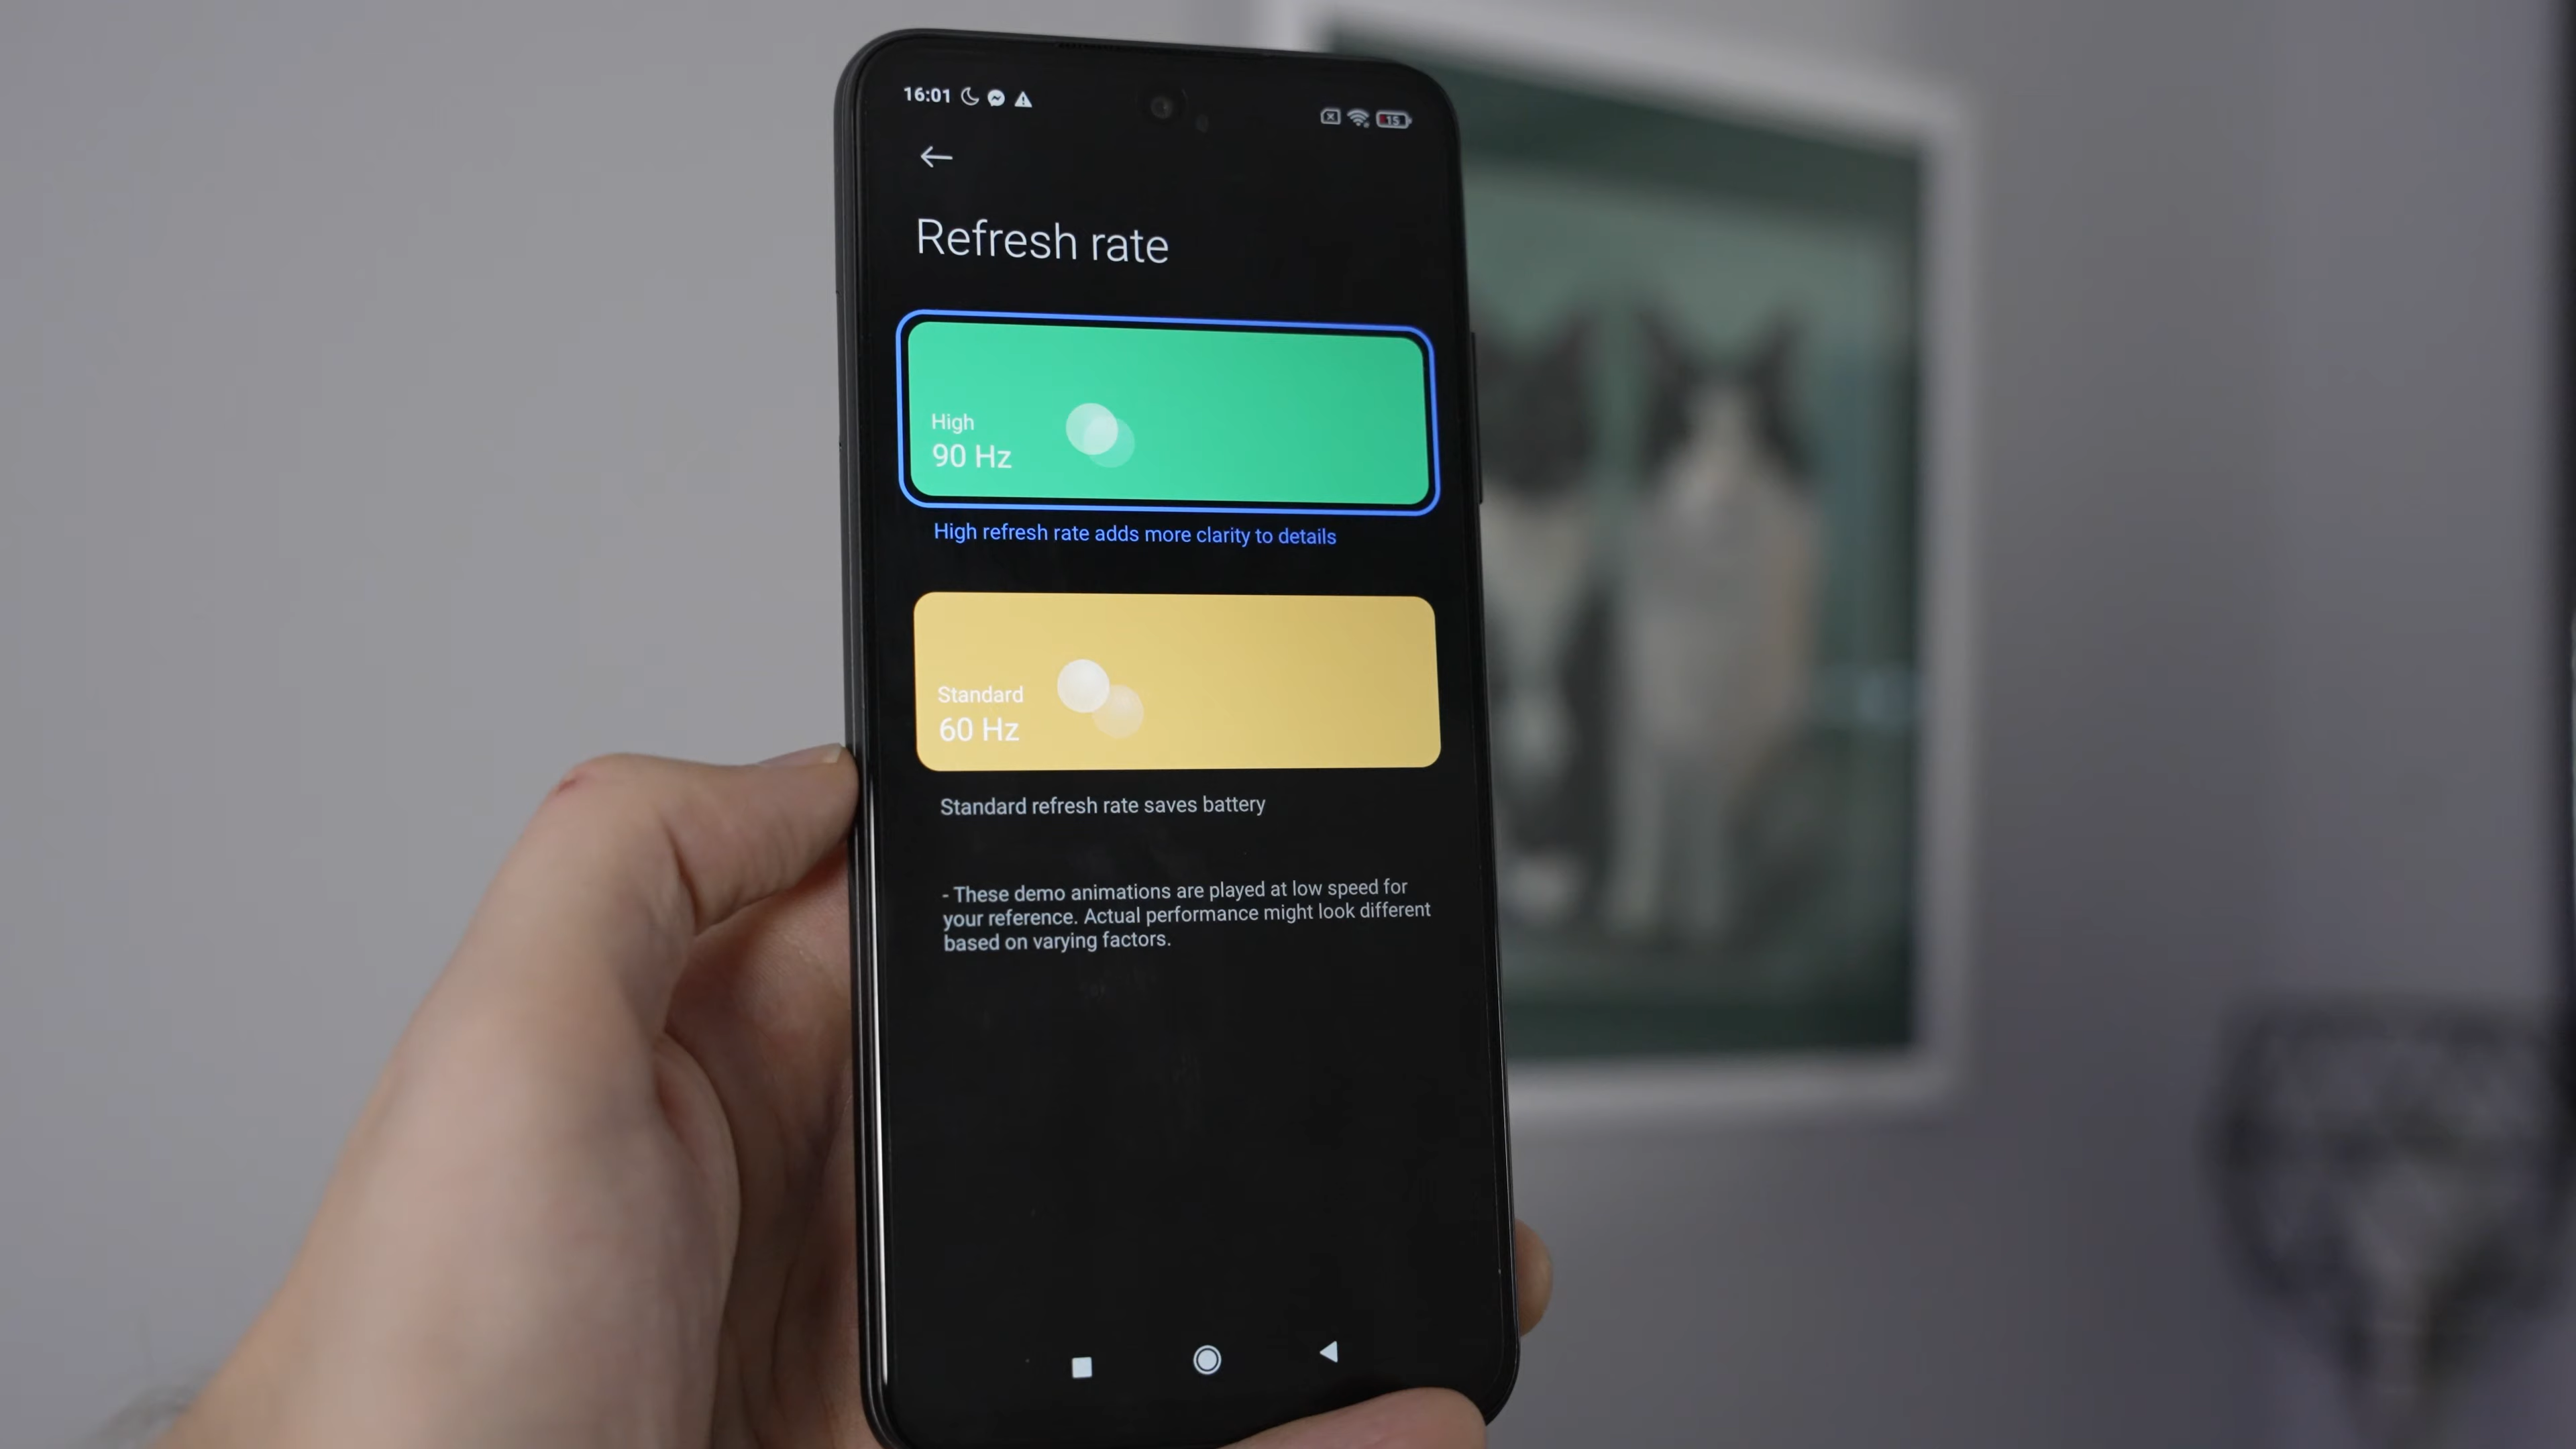 16:01
15
Refresh rate
High
90 Hz
High refresh rate adds more clarity to details
Standard
60 Hz
Standard refresh rate saves battery
- These demo animations are played at low speed for
your reference. Actual performance might look different
based on varying factors.